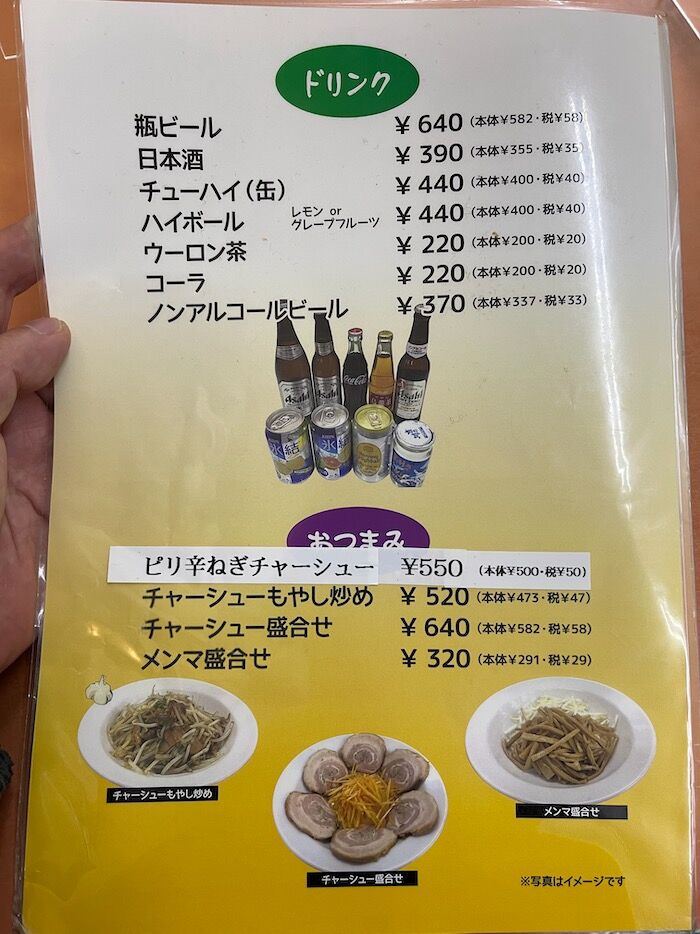 ドリンク
瓶ビール ¥640 (本体¥582・税¥58)
日本酒 ¥390 (本体¥355・税¥35)
チューハイ(缶) ¥440 (本体¥400・税¥40)
レモン or
グレープフルーツ
ハイボール ¥440 (本体¥400・税¥40)
ウーロン茶 ¥220 (本体¥200・税¥20)
コーラ ¥220 (本体¥200・税¥20)
ノンアルコールビール ¥370 (本体¥337・税¥33)
Asahi
Asahi
Coca-Cola
氷結
氷結
おつまみ
ピリ辛ねぎチャーシュー ¥550 (本体¥500・税¥50)
チャーシューもやし炒め ¥520 (本体¥473・税¥47)
チャーシュー盛合せ ¥640 (本体¥582・税¥58)
メンマ盛合せ ¥320 (本体¥291・税¥29)
チャーシューもやし炒め
メンマ盛合せ
チャーシュー盛合せ
※写真はイメージです